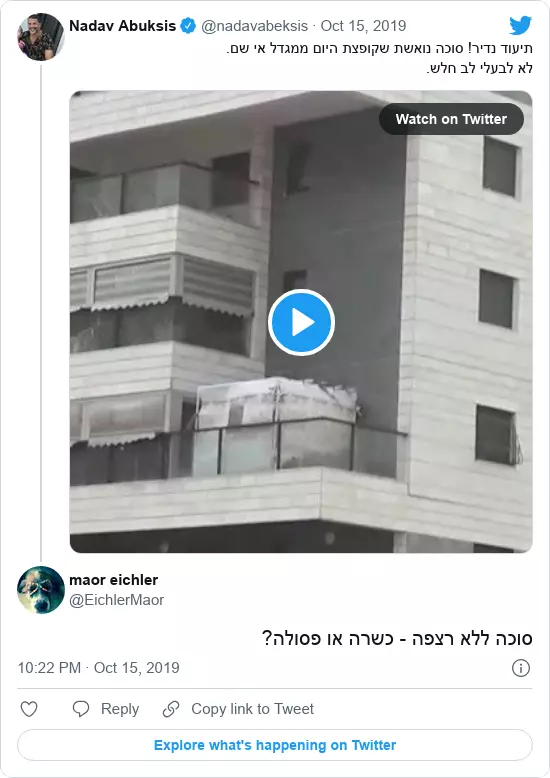 Nadav Abuksis @nadavabeksis · Oct 15, 2019
תיעוד נדיר! סוכה נואשת שקופצת היום ממגדל אי שם.
לא לבעלי לב חלש.
Watch on Twitter
maor eichler
@EichlerMaor
סוכה ללא רצפה - כשרה או פסולה?
10:22 PM · Oct 15, 2019
Reply Copy link to Tweet
Explore what's happening on Twitter